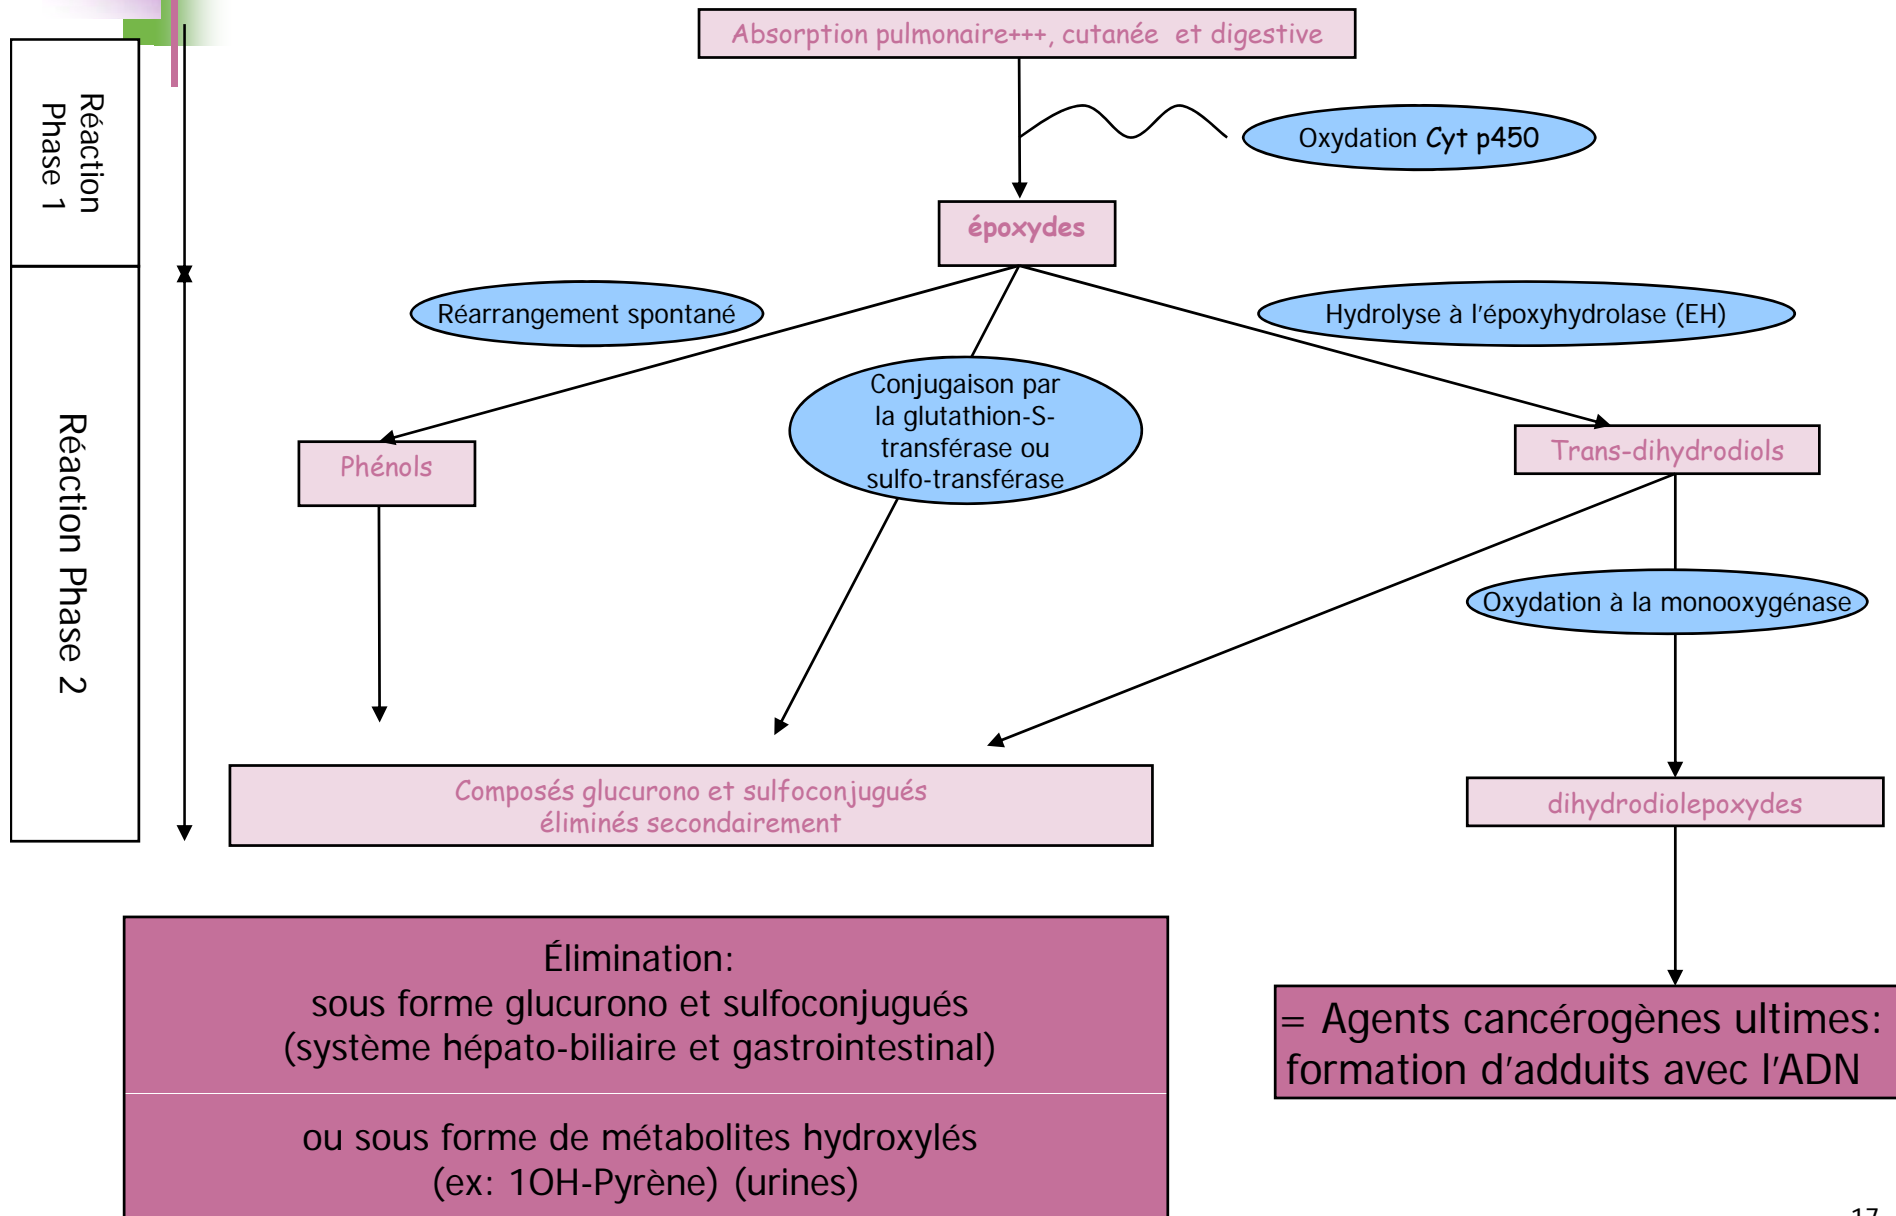 Absorption pulmonaire+++, cutanée et digestive
Réaction
Phase 1
Oxydation Cyt p450
époxydes
Réarrangement spontané
Hydrolyse à l'époxyhydrolase (EH)
Conjugaison par
la glutathion-S-
transférase ou
sulfo-transférase
Phénols
Trans-dihydrodiols
Réaction Phase 2
Oxydation à la monooxygénase
Composés glucurono et sulfoconjugués
éliminés secondairement
dihydrodiolepoxydes
Élimination:
sous forme glucurono et sulfoconjugués
(système hépato-biliaire et gastrointestinal)
ou sous forme de métabolites hydroxylés
(ex: 1OH-Pyrène) (urines)
= Agents cancérogènes ultimes:
formation d'adduits avec l'ADN
17